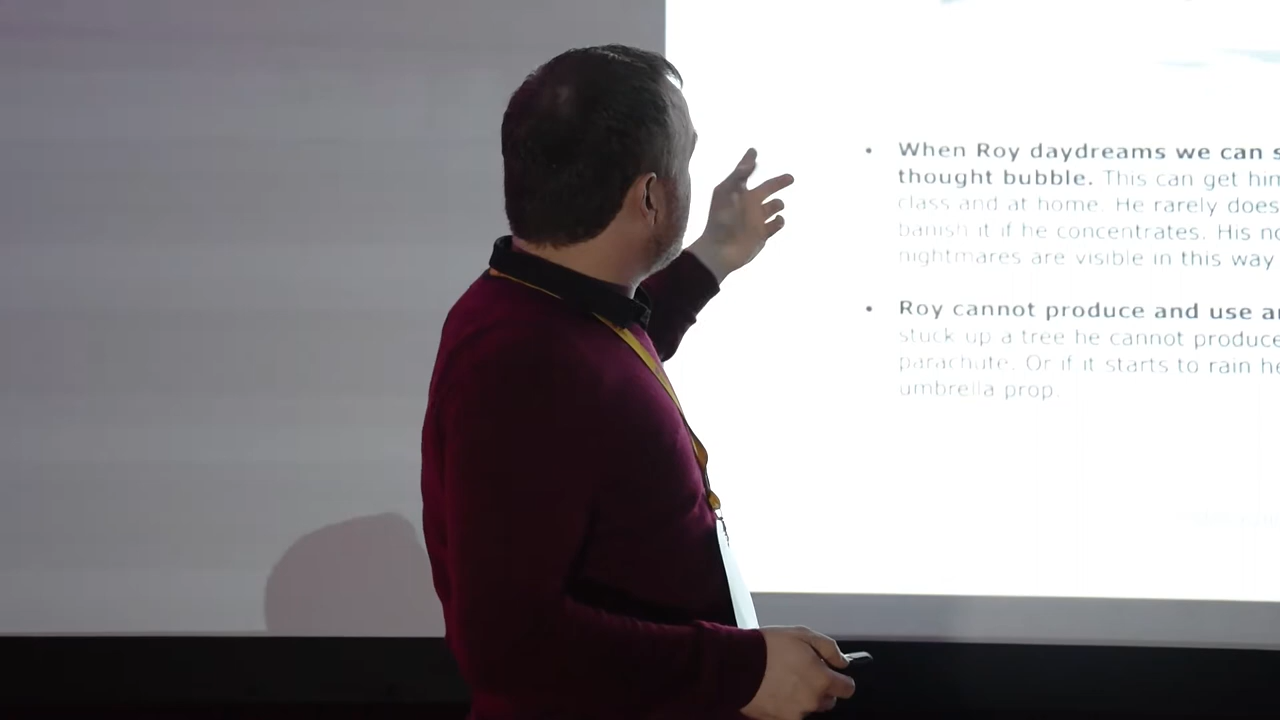 When Roy daydreams we can s
thought bubble. This can get him
class and at home. He rarely does
banish it if he concentrates. His no
nightmares are visible in this way
Roy cannot produce and use a
stuck up a tree he cannot produce
parachute. Or if it starts to rain he
umbrella prop.